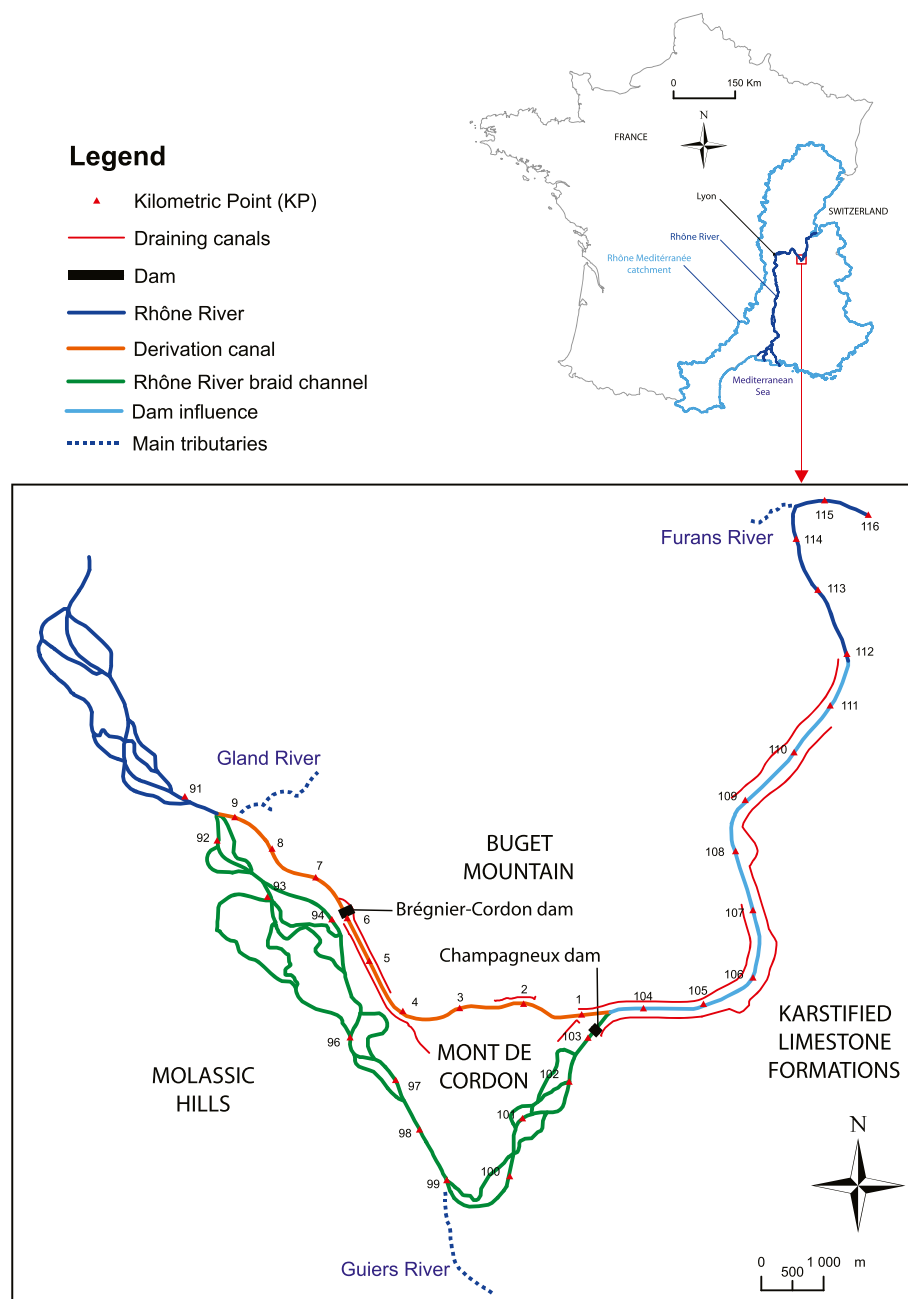 0 150 Km
N
FRANCE
Legend
Kilometric Point (KP)
Draining canals
Dam
Rhône River
Derivation canal
Rhône River braid channel
Dam influence
Main tributaries
Lyon
SWITZERLAND
Rhône River
Rhône Meditérranée
catchment
Mediterranean
Sea
115
116
Furans River
114
113
112
111
110
109
108
107
106
105
104
Gland River
91
9
92
8
7
93
94
6
5
4
3
2
1
103
BUGET
MOUNTAIN
Brégnier-Cordon dam
Champagneux dam
KARSTIFIED
LIMESTONE
FORMATIONS
MONT DE
CORDON
MOLASSIC
HILLS
96
97
98
99
100
101
102
Guiers River
N
0 500 1 000 m